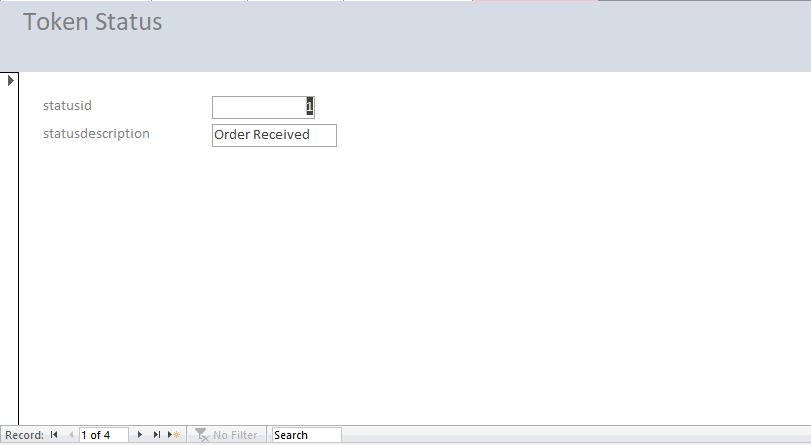 Token Status
statusid 1
statusdescription Order Received
Record: 1 of 4 No Filter Search